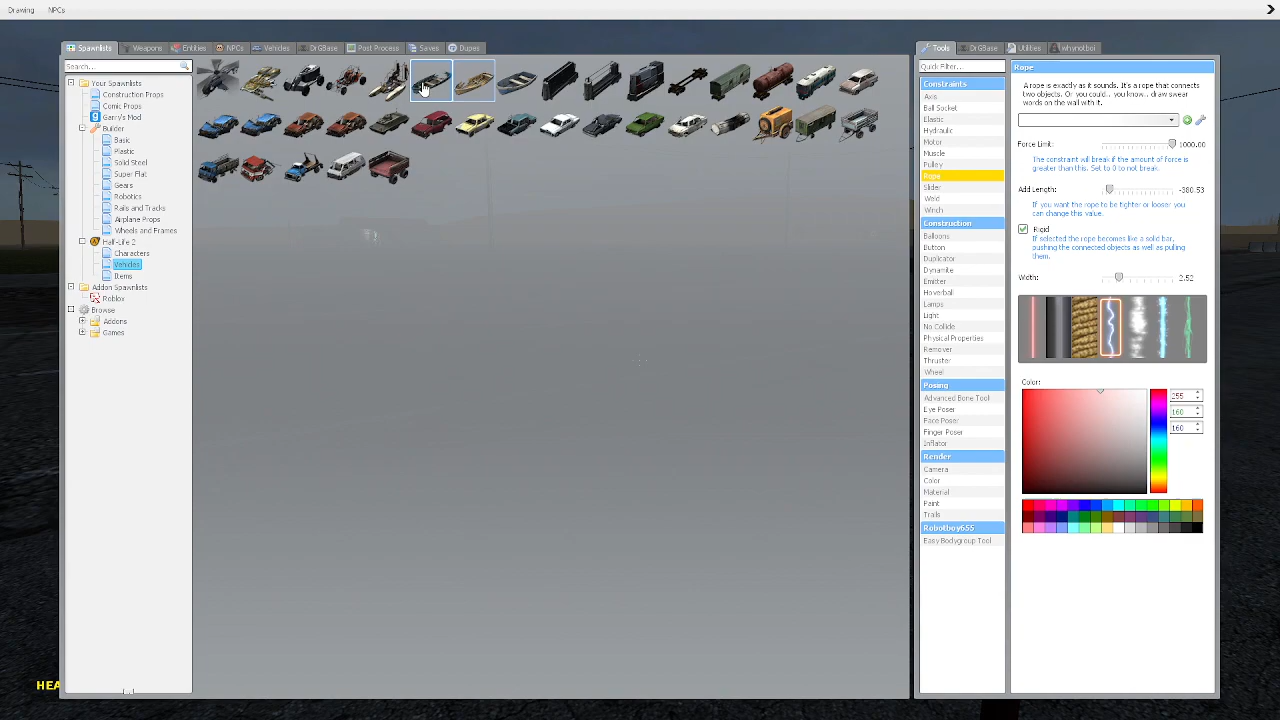 Drawing NPCs
Spawnlists Weapons Entities NPCs Vehicles DrGBase Post Process Saves Dupes
Search...
Your Spawnlists
Construction Props
Comic Props
Garry's Mod
Builder
Basic
Plastic
Solid Steel
Super Flat
Gears
Robotics
Rails and Tracks
Airplane Props
Wheels and Frames
Half-Life 2
Characters
Vehicles
Items
Addon Spawnlists
Roblox
Browse
Addons
Games
HEA
Tools DrGBase Utilities whynotboi
Quick Filter...
Constraints
Axis
Ball Socket
Elastic
Hydraulic
Motor
Muscle
Pulley
Rope
Slider
Weld
Winch
Construction
Balloons
Button
Duplicator
Dynamite
Emitter
Hoverball
Lamps
Light
No Collide
Physical Properties
Remover
Thruster
Wheel
Posing
Advanced Bone Tool
Eye Poser
Face Poser
Finger Poser
Inflator
Render
Camera
Color
Material
Paint
Trails
Robotboy655
Easy Bodygroup Tool
Rope
A rope is exactly as it sounds. It's a rope that connects
two objects. Or you could.. you know.. draw swear
words on the wall with it.
Force Limit: 1000.00
The constraint will break if the amount of force is
greater than this. Set to 0 to not break.
Add Length: -380.53
If you want the rope to be tighter or looser you
can change this value.
Rigid
If selected the rope becomes like a solid bar,
pushing the connected objects as well as puling
them.
Width: 2.52
Color:
255
160
160